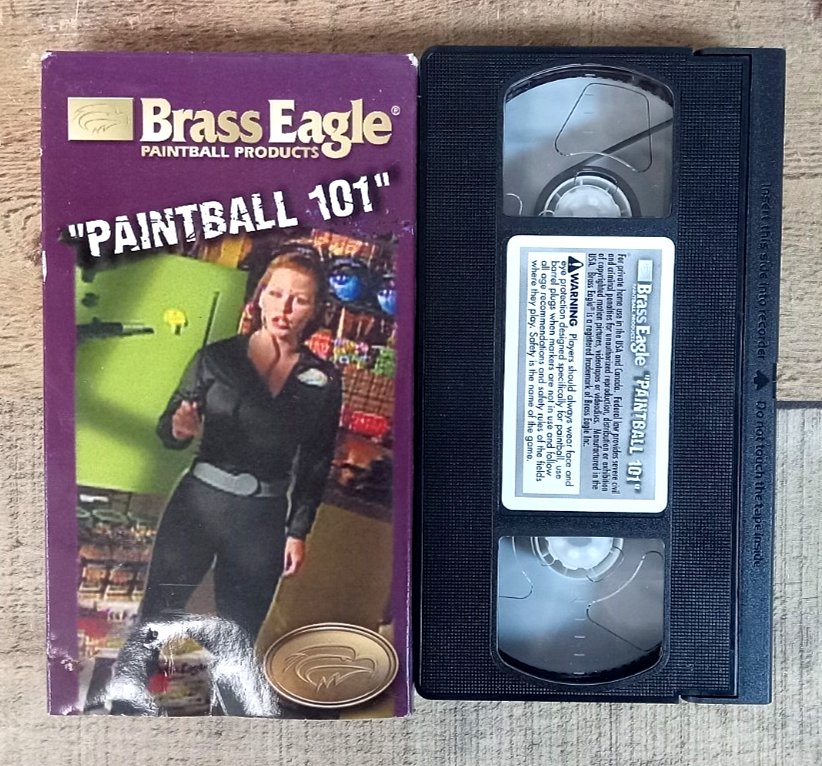 Brass Eagle®
PAINTBALL PRODUCTS
"PAINTBALL 101"
Brass Eagle "PAINTBALL 101"
PAINTBALL PRODUCTS
For private home use in the USA and Canada. Federal law provides severe civil
and criminal penalties for unauthorized reproduction, distribution or exhibition
of copyrighted motion pictures, videotapes or videodiscs. Manufactured in the
USA. Brass Eagle® is a registered trademark of Brass Eagle Inc.
WARNING Players should always wear face and
eye protection designed specifically for paintball, use
barrel plugs when markers are not in use and follow
all age recommendations and safety rules of the fields
where they play. Safety is the name of the game.
Insert this side into recorder Do not touch the tape inside